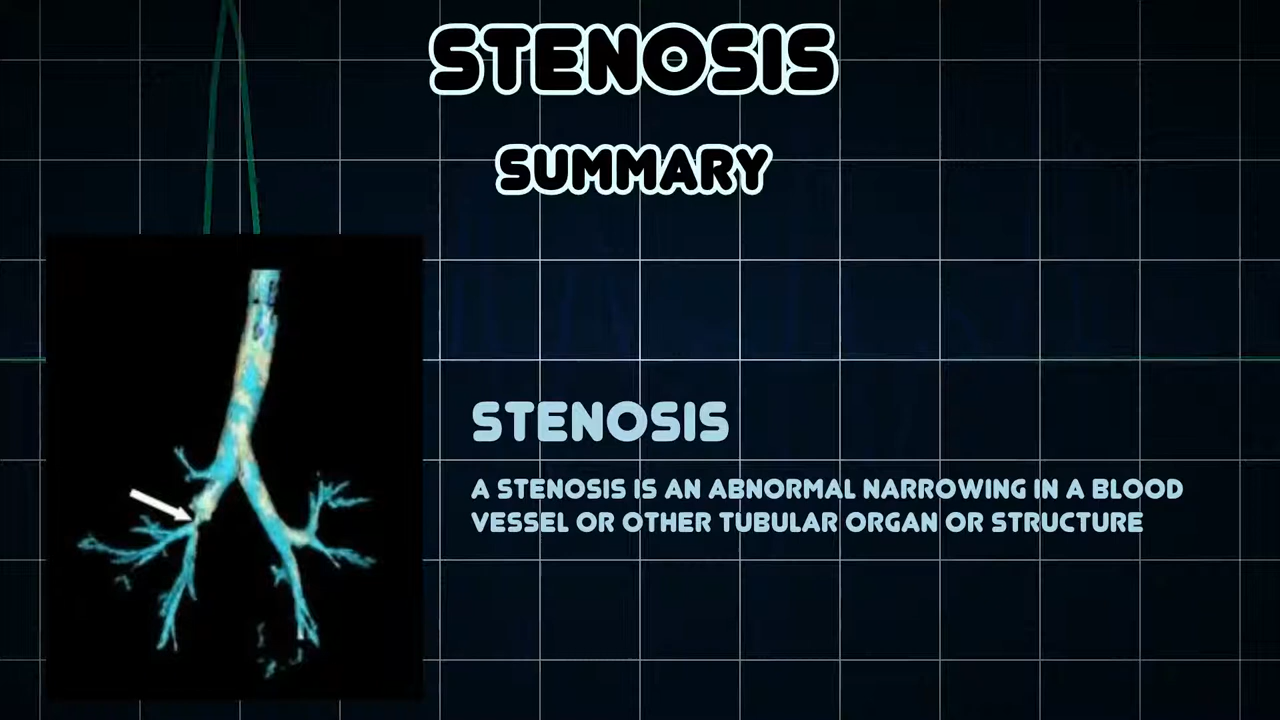 STENOSIS
SUMMARY
STENOSIS
A STENOSIS IS AN ABNORMAL NARROWING IN A BLOOD
VESSEL OR OTHER TUBULAR ORGAN OR STRUCTURE